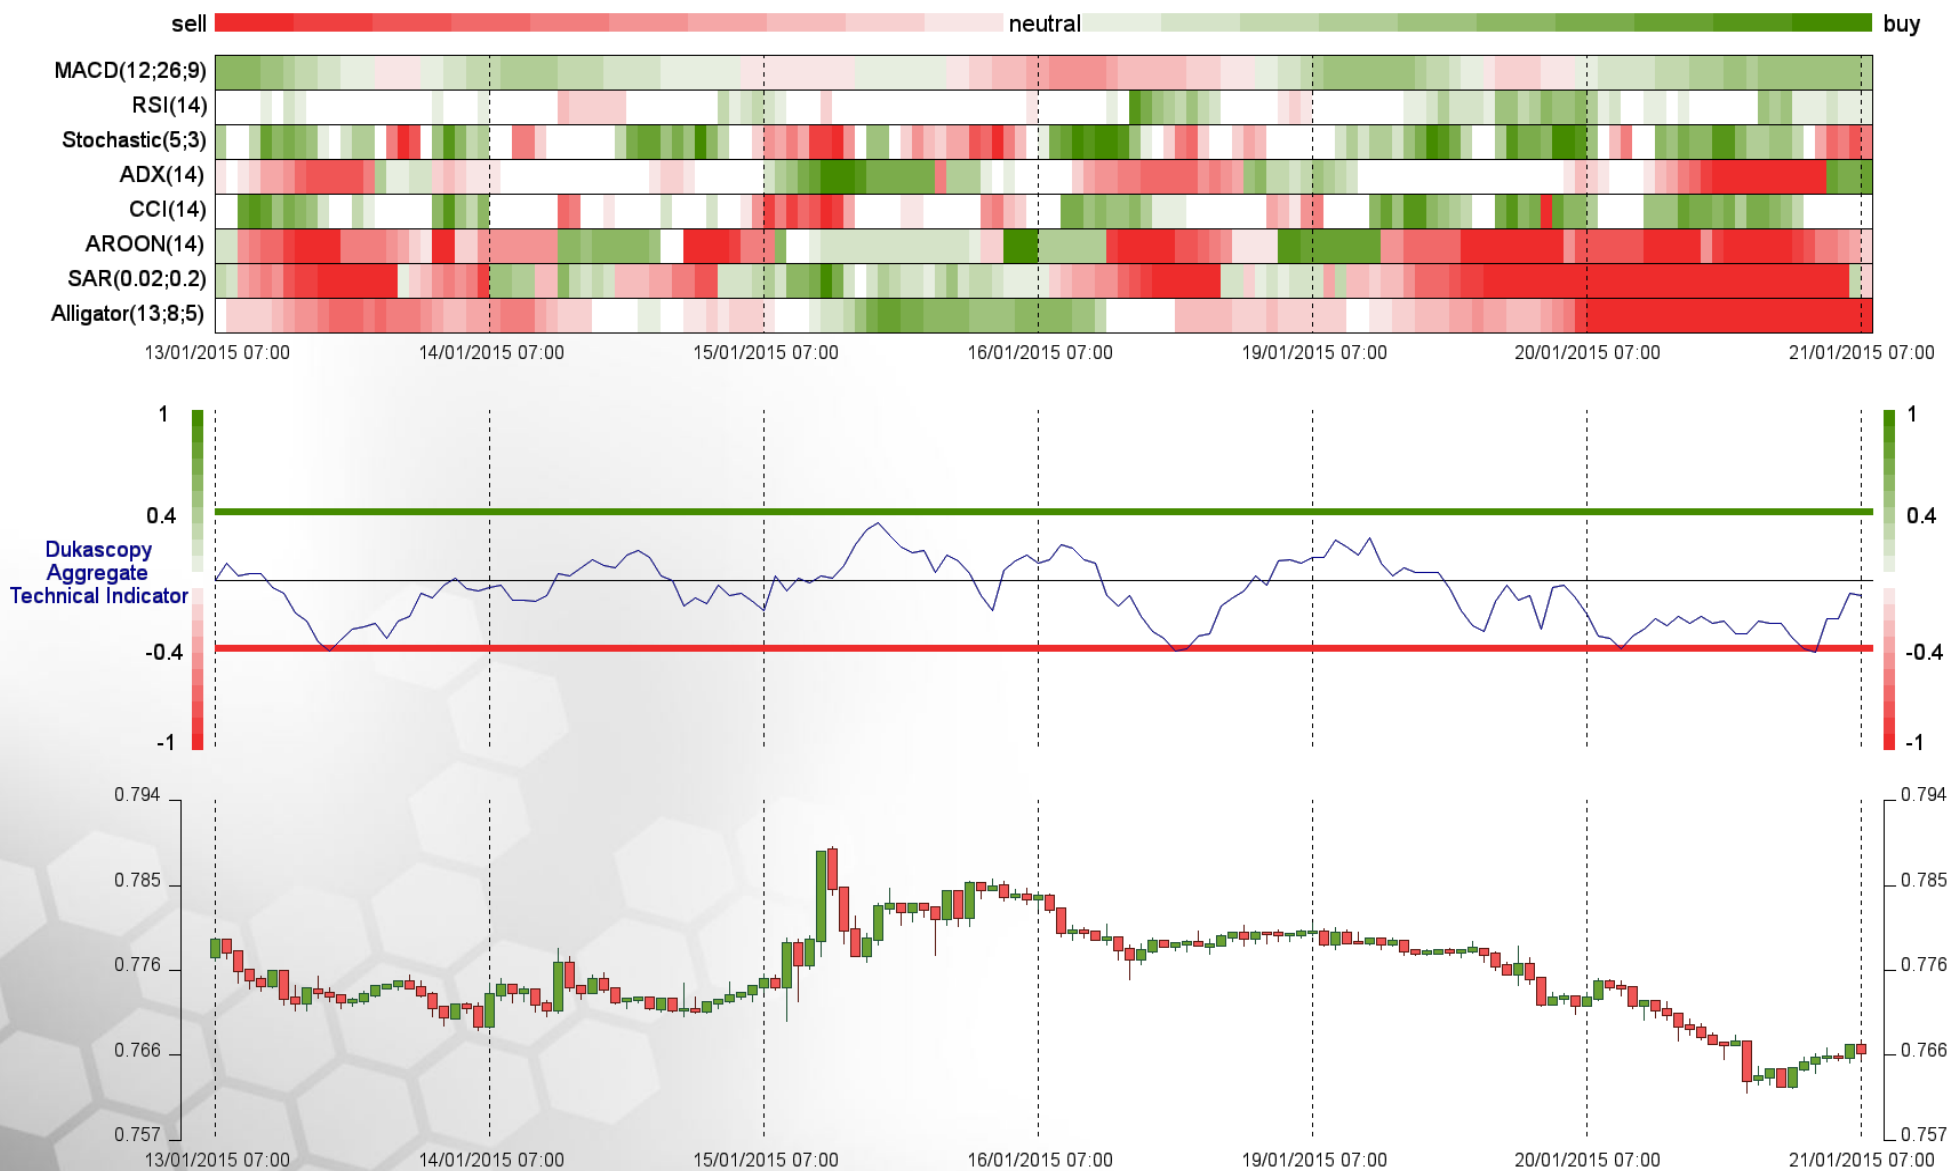 sell neutral buy
MACD(12;26;9)
RSI(14)
Stochastic(5;3)
ADX(14)
CCI(14)
AROON(14)
SAR(0.02;0.2)
Alligator(13;8;5)
13/01/2015 07:00 14/01/2015 07:00 15/01/2015 07:00 16/01/2015 07:00 19/01/2015 07:00 20/01/2015 07:00 21/01/2015 07:00
1 1
0.4 0.4
Dukascopy
Aggregate
Technical Indicator
-0.4 -0.4
-1 -1
0.794 0.794
0.785 0.785
0.776 0.776
0.766 0.766
0.757 0.757
13/01/2015 07:00 14/01/2015 07:00 15/01/2015 07:00 16/01/2015 07:00 19/01/2015 07:00 20/01/2015 07:00 21/01/2015 07:00